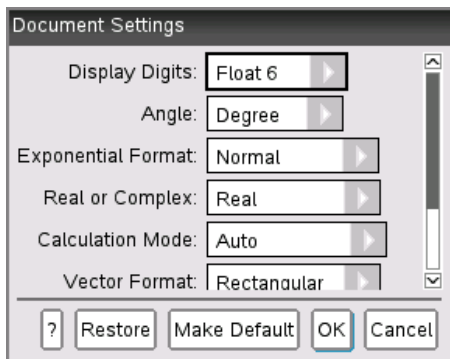 Document Settings
Display Digits: Float 6
Angle: Degree
Exponential Format: Normal
Real or Complex: Real
Calculation Mode: Auto
Vector Format: Rectangular
? Restore Make Default OK Cancel